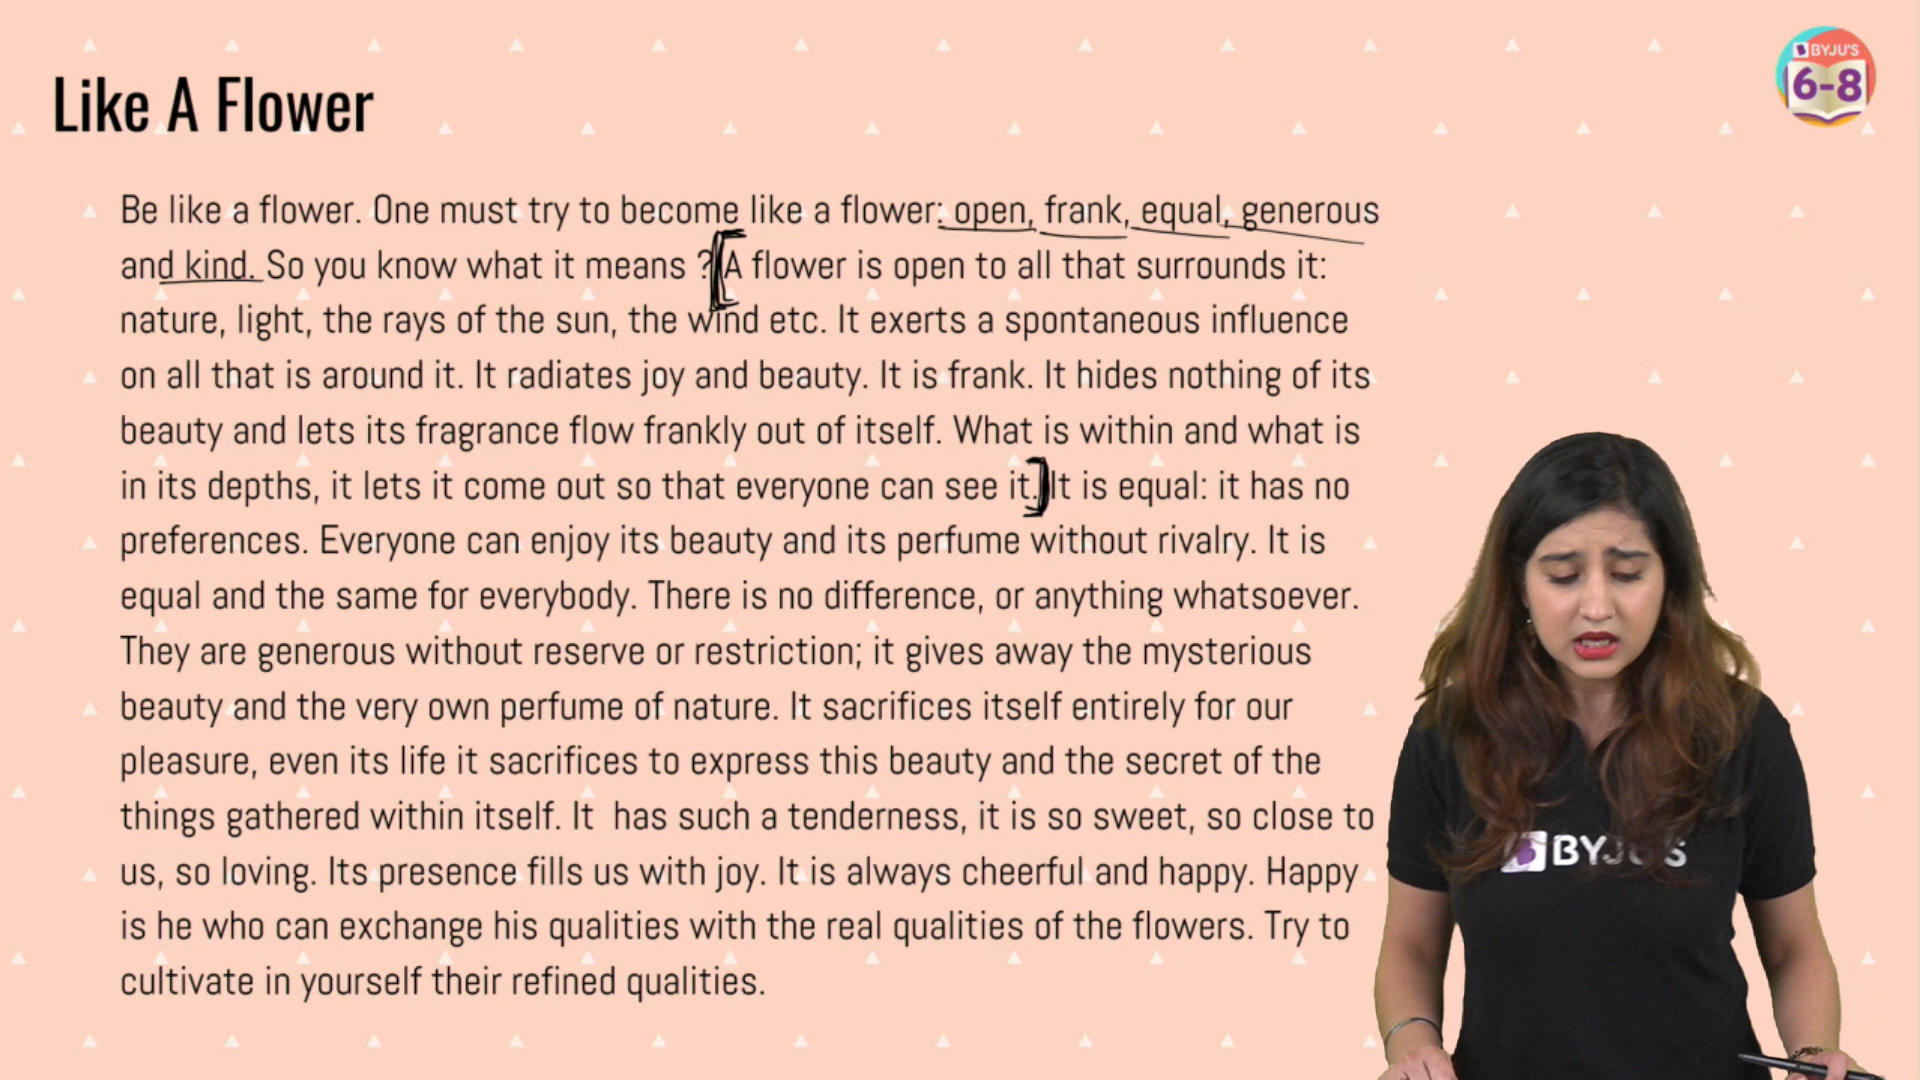 BYJU'S
6-8
Like A Flower
Be like a flower. One must try to become like a flower: open, frank, equal, generous
and kind. So you know what it means ? A flower is open to all that surrounds it:
nature, light, the rays of the sun, the wind etc. It exerts a spontaneous influence
on all that is around it. It radiates joy and beauty. It is frank. It hides nothing of its
beauty and lets its fragrance flow frankly out of itself. What is within and what is
in its depths, it lets it come out so that everyone can see it. It is equal: it has no
preferences. Everyone can enjoy its beauty and its perfume without rivalry. It is
equal and the same for everybody. There is no difference, or anything whatsoever.
They are generous without reserve or restriction; it gives away the mysterious
beauty and the very own perfume of nature. It sacrifices itself entirely for our
pleasure, even its life it sacrifices to express this beauty and the secret of the
things gathered within itself. It has such a tenderness, it is so sweet, so close to
us, so loving. Its presence fills us with joy. It is always cheerful and happy. Happy
is he who can exchange his qualities with the real qualities of the flowers. Try to
cultivate in yourself their refined qualities.
BYJU'S